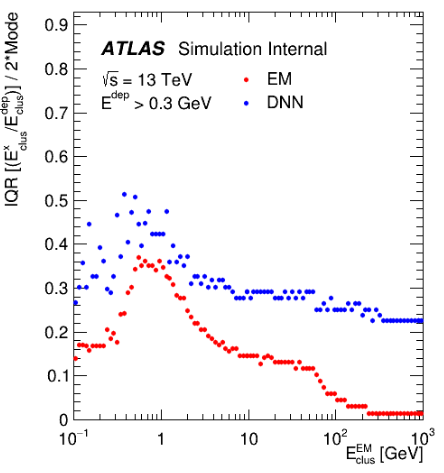 ATLAS Simulation Internal
√s = 13 TeV
E^dep > 0.3 GeV
EM
DNN
IQR [(E^x_clus /E^dep_clus)] / 2*Mode
0.9
0.8
0.7
0.6
0.5
0.4
0.3
0.2
0.1
0
10^−1 1 10 10^2 10^3
E^EM_clus [GeV]